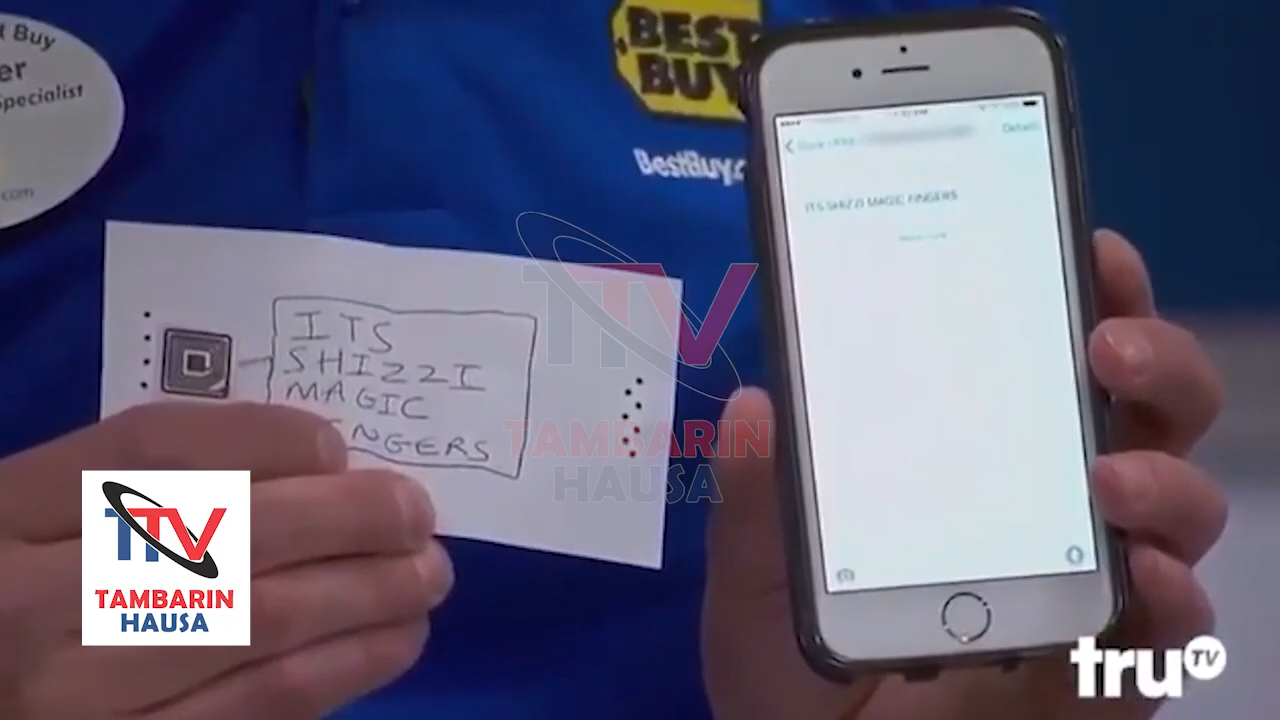 t Buy
er
Specialist
.com
BEST
BUY
BestBuy.c
Details
ITS SHIZZI MAGIC FINGERS
ITS
SHIZZI
MAGIC
FINGERS
TTV
TAMBARIN
HAUSA
TTV
TAMBARIN
HAUSA
truTV